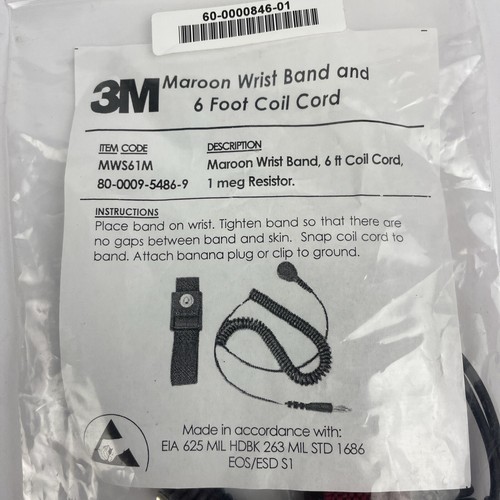 60-0000846-01
3M Maroon Wrist Band and
6 Foot Coil Cord
ITEM CODE DESCRIPTION
MWS61M Maroon Wrist Band, 6 ft Coil Cord,
80-0009-5486-9 1 meg Resistor.
INSTRUCTIONS
Place band on wrist. Tighten band so that there are
no gaps between band and skin. Snap coil cord to
band. Attach banana plug or clip to ground.
Made in accordance with:
EIA 625 MIL HDBK 263 MIL STD 1686
EOS/ESD S1